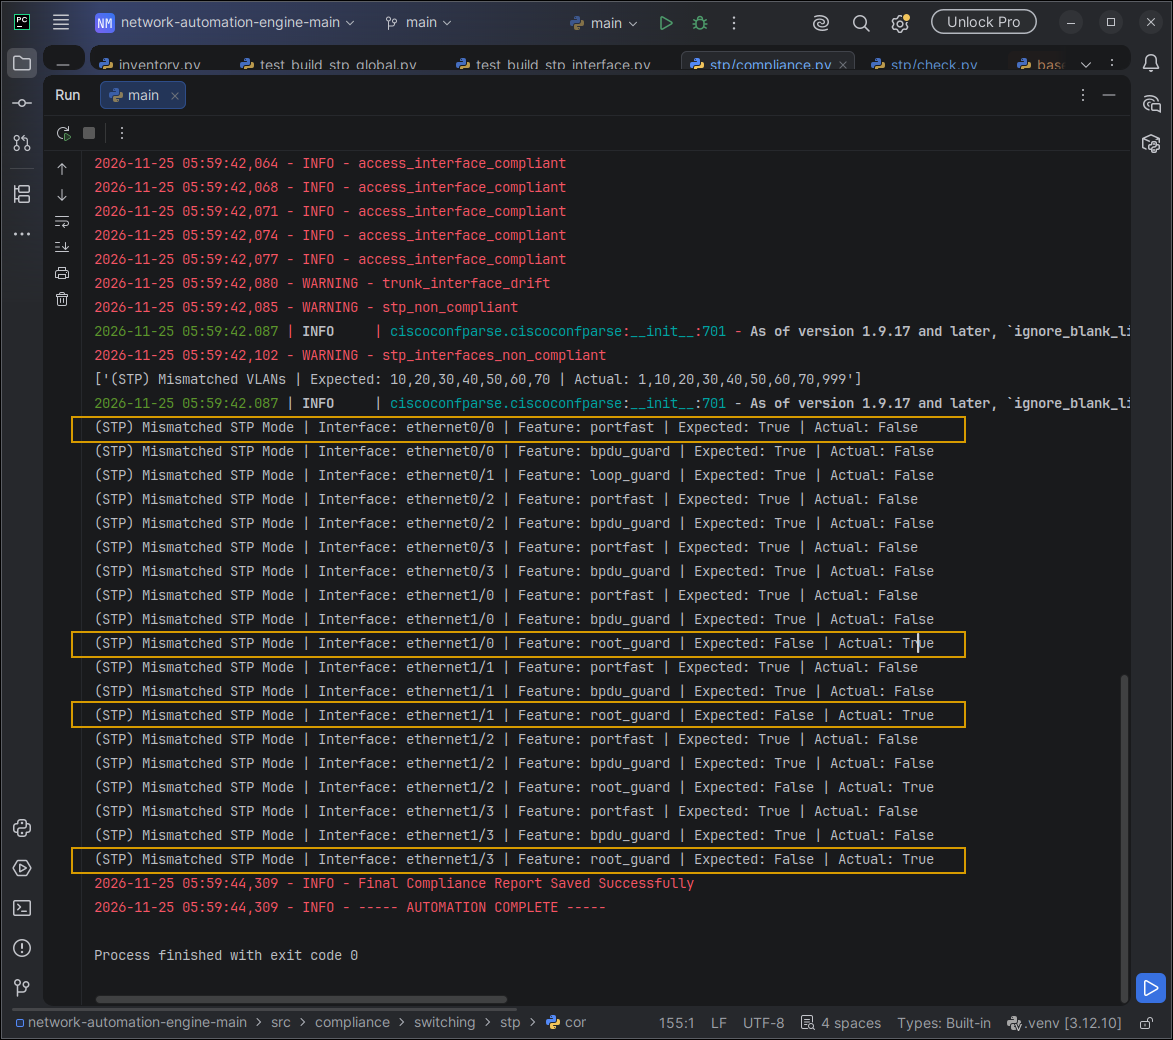 PC
NM network-automation-engine-main
main
main
Unlock Pro
inventory.py
test_build_stp_global.py
test_build_stp_interface.py
stp/compliance.py
stp/check.py
base
Run
main
2026-11-25 05:59:42,064 - INFO - access_interface_compliant
2026-11-25 05:59:42,068 - INFO - access_interface_compliant
2026-11-25 05:59:42,071 - INFO - access_interface_compliant
2026-11-25 05:59:42,074 - INFO - access_interface_compliant
2026-11-25 05:59:42,077 - INFO - access_interface_compliant
2026-11-25 05:59:42,080 - WARNING - trunk_interface_drift
2026-11-25 05:59:42,085 - WARNING - stp_non_compliant
2026-11-25 05:59:42.087 | INFO     | ciscoconfparse.ciscoconfparse:__init__:701 - As of version 1.9.17 and later, `ignore_blank_li
2026-11-25 05:59:42,102 - WARNING - stp_interfaces_non_compliant
['(STP) Mismatched VLANs | Expected: 10,20,30,40,50,60,70 | Actual: 1,10,20,30,40,50,60,70,999']
2026-11-25 05:59:42.087 | INFO     | ciscoconfparse.ciscoconfparse:__init__:701 - As of version 1.9.17 and later, `ignore_blank_li
(STP) Mismatched STP Mode | Interface: ethernet0/0 | Feature: portfast | Expected: True | Actual: False
(STP) Mismatched STP Mode | Interface: ethernet0/0 | Feature: bpdu_guard | Expected: True | Actual: False
(STP) Mismatched STP Mode | Interface: ethernet0/1 | Feature: loop_guard | Expected: True | Actual: False
(STP) Mismatched STP Mode | Interface: ethernet0/2 | Feature: portfast | Expected: True | Actual: False
(STP) Mismatched STP Mode | Interface: ethernet0/2 | Feature: bpdu_guard | Expected: True | Actual: False
(STP) Mismatched STP Mode | Interface: ethernet0/3 | Feature: portfast | Expected: True | Actual: False
(STP) Mismatched STP Mode | Interface: ethernet0/3 | Feature: bpdu_guard | Expected: True | Actual: False
(STP) Mismatched STP Mode | Interface: ethernet1/0 | Feature: portfast | Expected: True | Actual: False
(STP) Mismatched STP Mode | Interface: ethernet1/0 | Feature: bpdu_guard | Expected: True | Actual: False
(STP) Mismatched STP Mode | Interface: ethernet1/0 | Feature: root_guard | Expected: False | Actual: True
(STP) Mismatched STP Mode | Interface: ethernet1/1 | Feature: portfast | Expected: True | Actual: False
(STP) Mismatched STP Mode | Interface: ethernet1/1 | Feature: bpdu_guard | Expected: True | Actual: False
(STP) Mismatched STP Mode | Interface: ethernet1/1 | Feature: root_guard | Expected: False | Actual: True
(STP) Mismatched STP Mode | Interface: ethernet1/2 | Feature: portfast | Expected: True | Actual: False
(STP) Mismatched STP Mode | Interface: ethernet1/2 | Feature: bpdu_guard | Expected: True | Actual: False
(STP) Mismatched STP Mode | Interface: ethernet1/2 | Feature: root_guard | Expected: False | Actual: True
(STP) Mismatched STP Mode | Interface: ethernet1/3 | Feature: portfast | Expected: True | Actual: False
(STP) Mismatched STP Mode | Interface: ethernet1/3 | Feature: bpdu_guard | Expected: True | Actual: False
(STP) Mismatched STP Mode | Interface: ethernet1/3 | Feature: root_guard | Expected: False | Actual: True
2026-11-25 05:59:44,309 - INFO - Final Compliance Report Saved Successfully
2026-11-25 05:59:44,309 - INFO - ----- AUTOMATION COMPLETE -----
Process finished with exit code 0
network-automation-engine-main > src > compliance > switching > stp > cor
155:1 LF UTF-8 4 spaces Types: Built-in .venv [3.12.10]